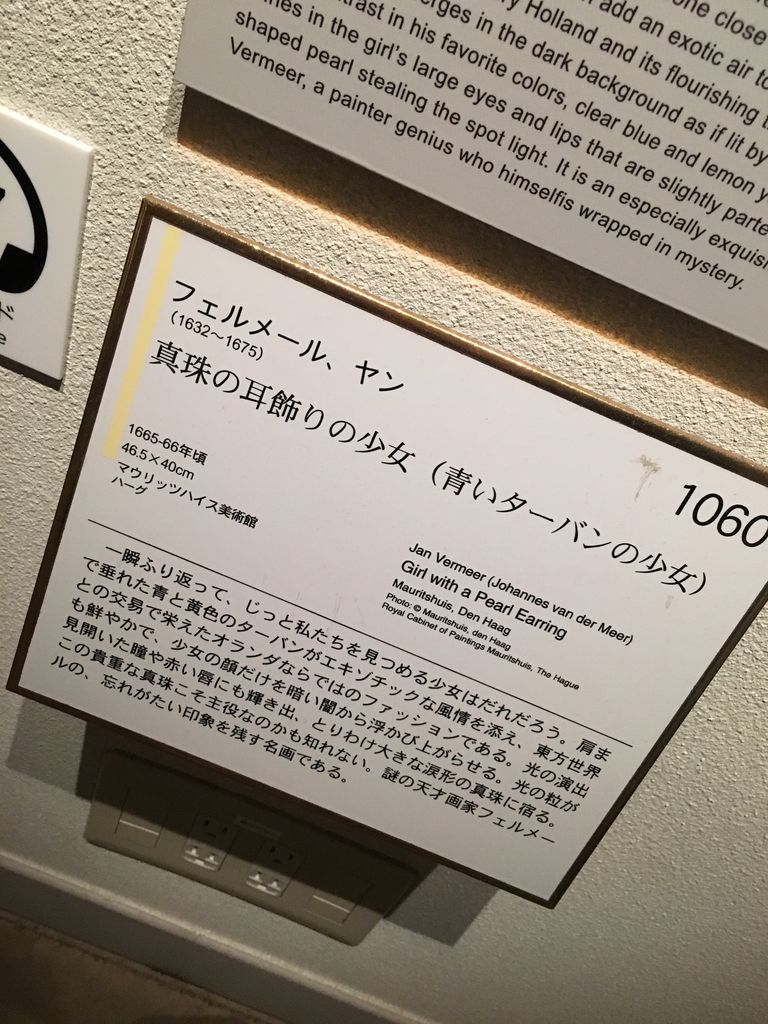 one close
add an exotic air to
ry Holland and its flourishing
erges in the dark background as if lit by
trast in his favorite colors, clear blue and lemon y
nes in the girl's large eyes and lips that are slightly parte
shaped pearl stealing the spot light. It is an especially exquis
Vermeer, a painter genius who himselfis wrapped in mystery.
ド
e
フェルメール、ヤン
(1632〜1675)
真珠の耳飾りの少女（青いターバンの少女）
1060
1665-66年頃
46.5×40cm
マウリッツハイス美術館
ハーグ
Jan Vermeer (Johannes van der Meer)
Girl with a Pearl Earring
Mauritshuis, Den Haag
Photo: © Mauritshuis, den Haag
Royal Cabinet of Paintings Mauritshuis, The Hague
一瞬ふり返って、じっと私たちを見つめる少女はだれだろう。肩ま
で垂れた青と黄色のターバンがエキゾチックな風情を添え、東方世界
との交易で栄えたオランダならではのファッションである。光の演出
も鮮やかで、少女の顔だけを暗い闇から浮かび上がらせる。光の粒が
見開いた瞳や赤い唇にも輝き出、とりわけ大きな涙形の真珠に宿る。
この貴重な真珠こそ主役なのかも知れない。謎の天才画家フェルメー
ルの、忘れがたい印象を残す名画である。